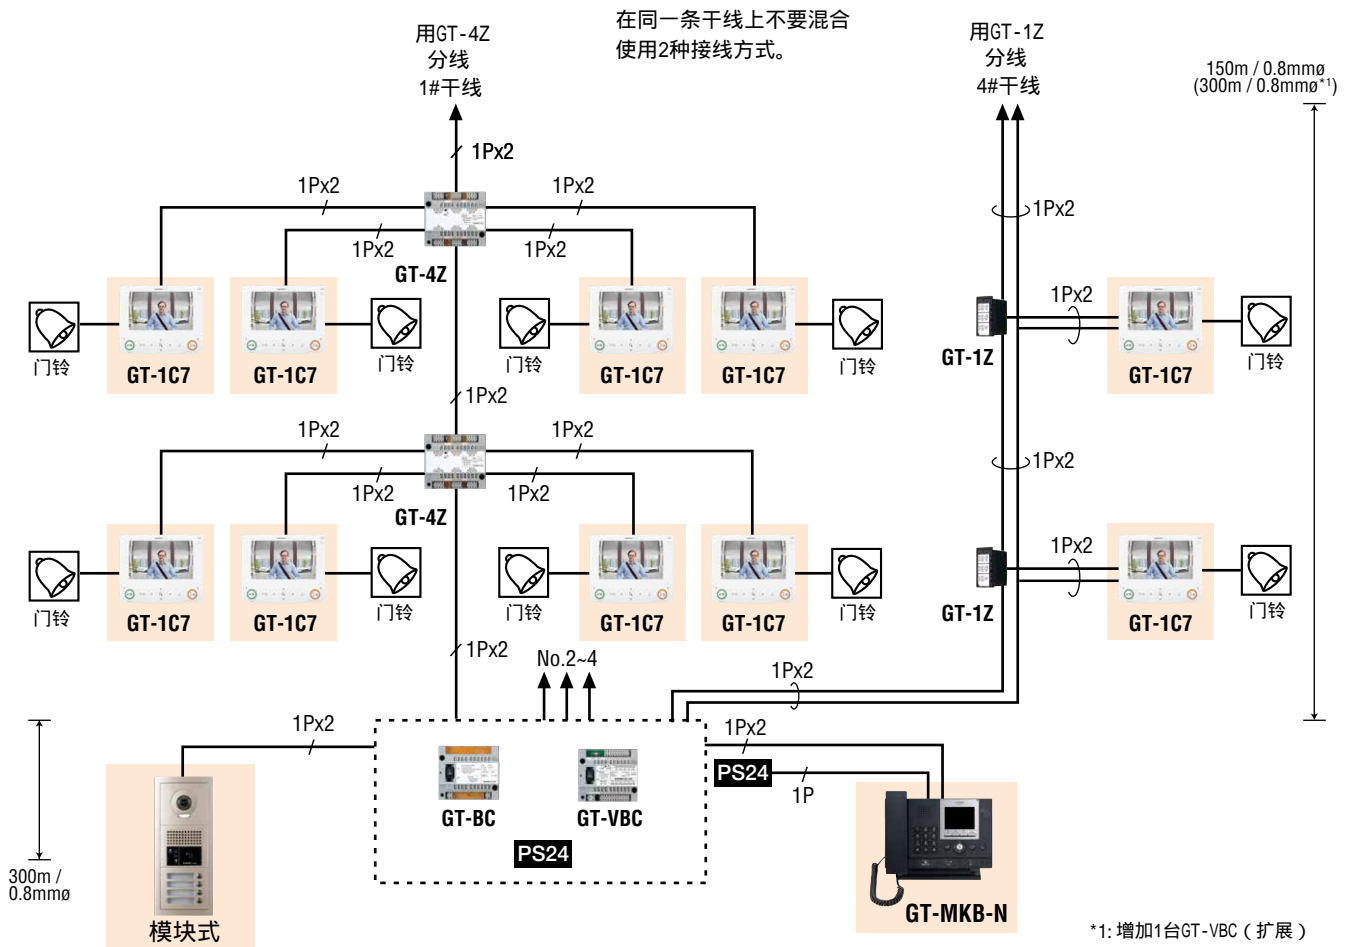 在同一条干线上不要混合
使用2种接线方式。
用GT-4Z
分线
1#干线
用GT-1Z
分线
4#干线
150m / 0.8mmø
(300m / 0.8mmø*1)
1Px2
1Px2
1Px2
1Px2
1Px2
1Px2
GT-4Z
1Px2
门铃
GT-1C7
GT-1C7
门铃
门铃
GT-1C7
GT-1C7
门铃
GT-1Z
GT-1C7
门铃
1Px2
1Px2
1Px2
1Px2
1Px2
1Px2
GT-4Z
1Px2
门铃
GT-1C7
GT-1C7
门铃
门铃
GT-1C7
GT-1C7
门铃
GT-1Z
GT-1C7
门铃
1Px2
No.2~4
1Px2
1Px2
1Px2
PS24
1P
GT-BC
GT-VBC
PS24
300m /
0.8mmø
模块式
GT-MKB-N
*1: 增加1台GT-VBC（扩展）